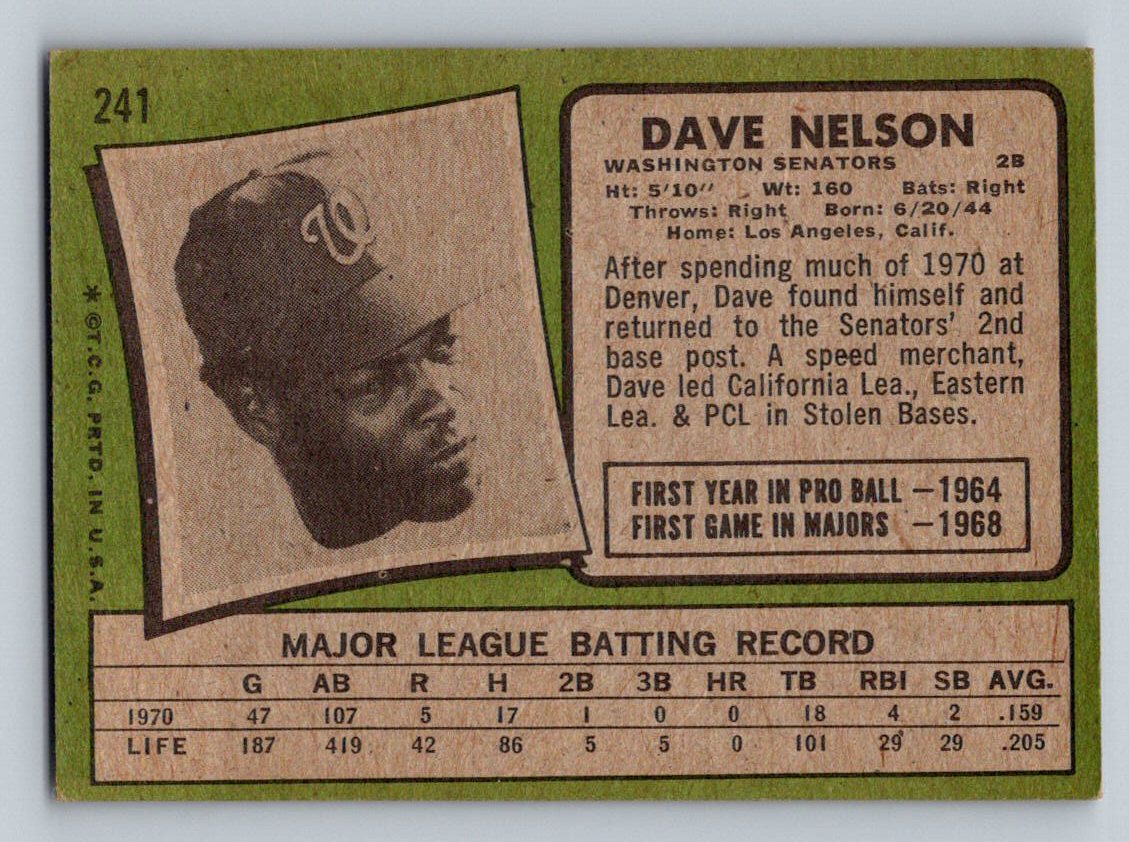 241
DAVE NELSON
WASHINGTON SENATORS 2B
Ht: 5'10" Wt: 160 Bats: Right
Throws: Right Born: 6/20/44
Home: Los Angeles, Calif.
After spending much of 1970 at
Denver, Dave found himself and
returned to the Senators' 2nd
base post. A speed merchant,
Dave led California Lea., Eastern
Lea. & PCL in Stolen Bases.
FIRST YEAR IN PRO BALL —1964
FIRST GAME IN MAJORS —1968
W
*©T.C.G. PRTD. IN U.S.A.
MAJOR LEAGUE BATTING RECORD
G AB R H 2B 3B HR TB RBI SB AVG.
1970 47 107 5 17 1 0 0 18 4 2 .159
LIFE 187 419 42 86 5 5 0 101 29 29 .205